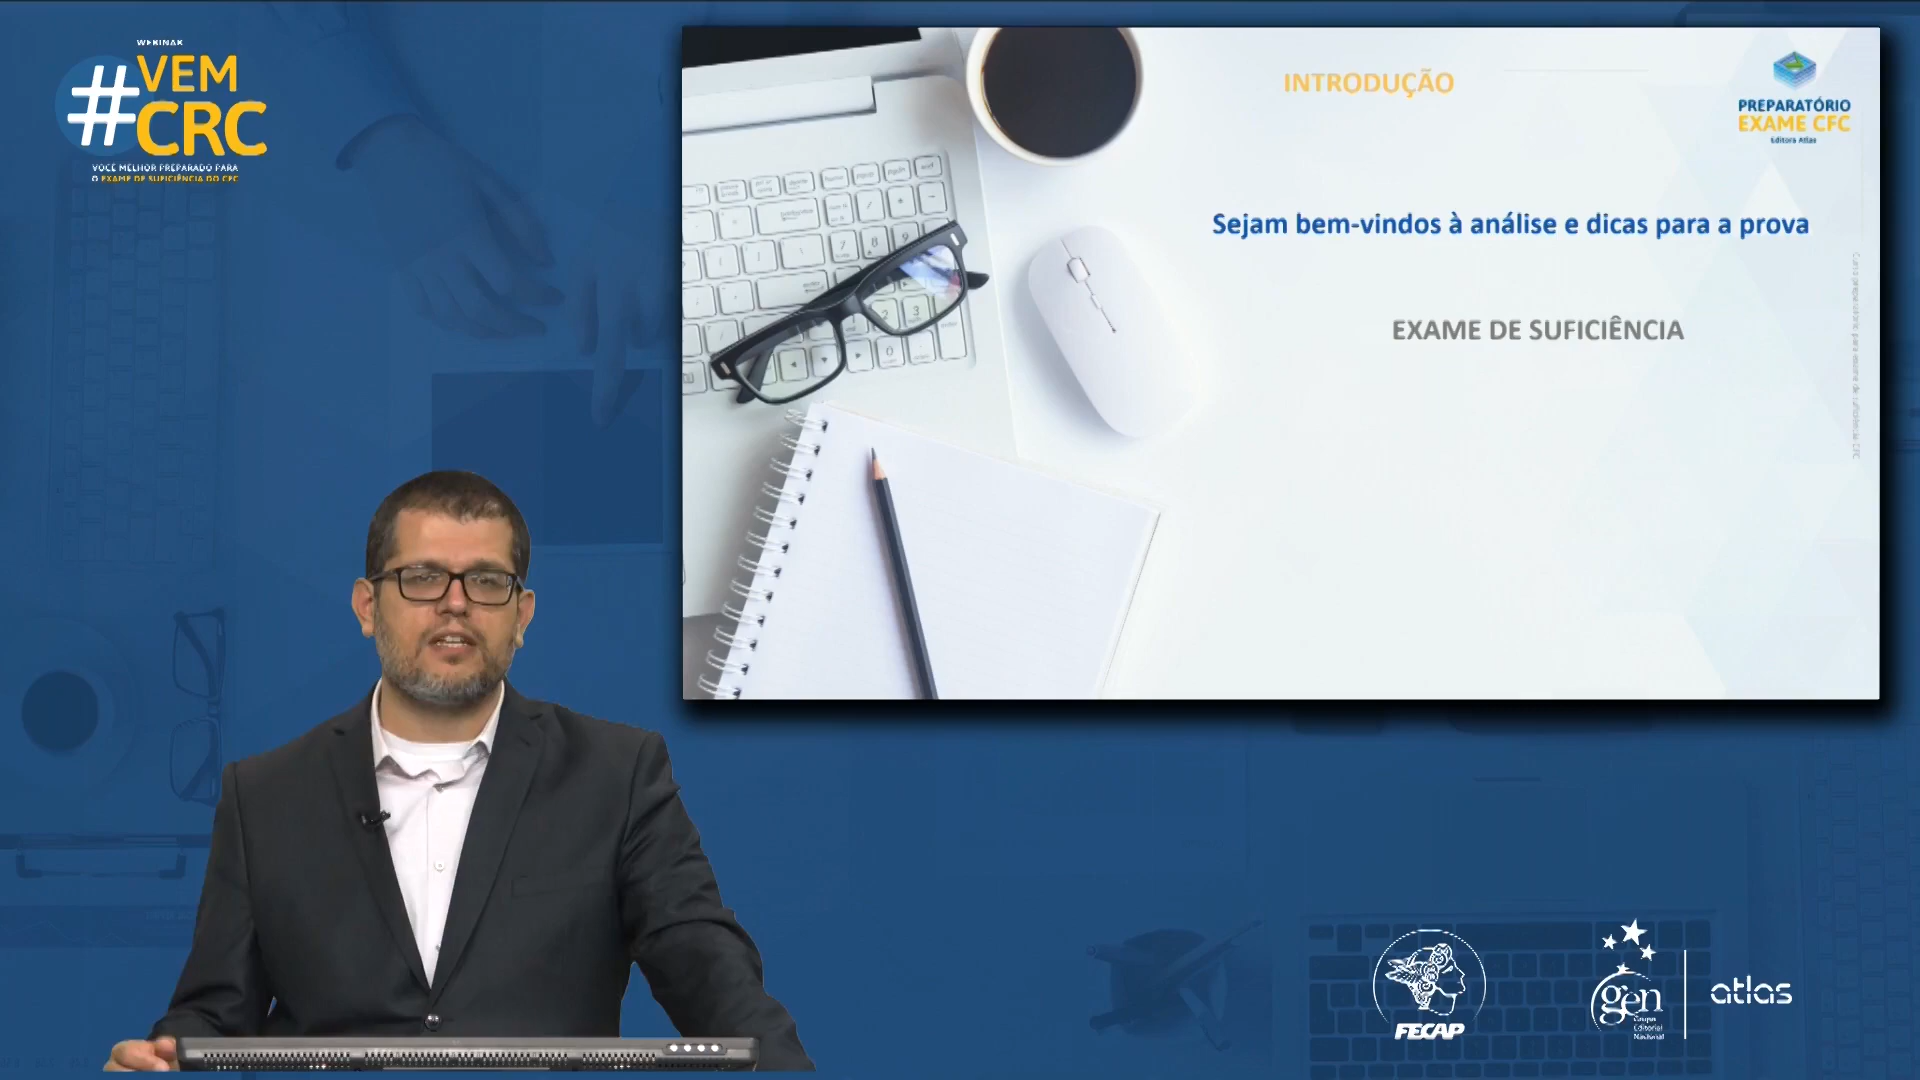 WEBINAR
#VEM
CRC
VOCÊ MELHOR PREPARADO PARA
O EXAME DE SUFICIÊNCIA DO CFC
INTRODUÇÃO
PREPARATÓRIO
EXAME CFC
Editora Atlas
Sejam bem-vindos à análise e dicas para a prova
EXAME DE SUFICIÊNCIA
FECAP
gen
Grupo
Editorial
Nacional
atlas